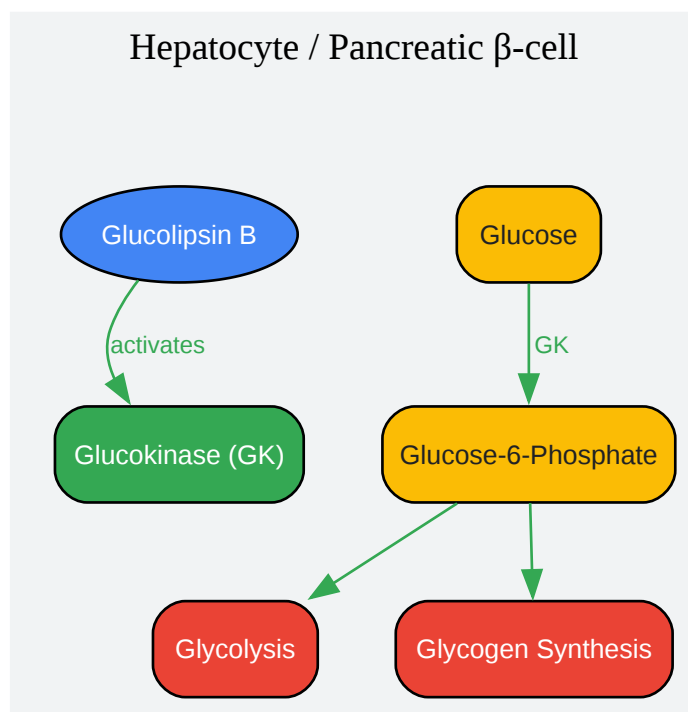 Hepatocyte / Pancreatic β-cell
Glucolipsin B
Glucose
activates
GK
Glucokinase (GK)
Glucose-6-Phosphate
Glycolysis
Glycogen Synthesis